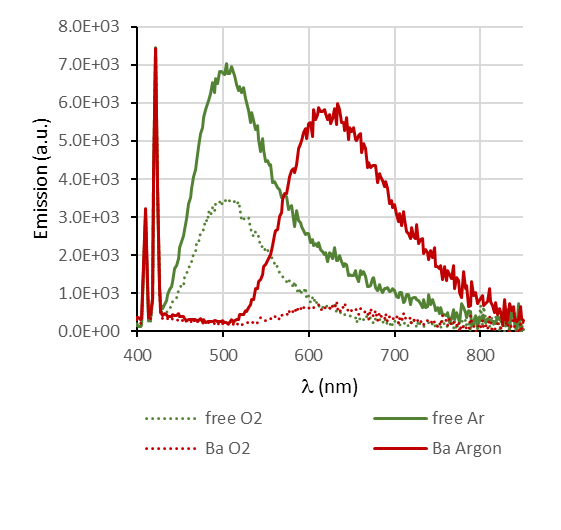 8.0E+03
7.0E+03
6.0E+03
5.0E+03
4.0E+03
3.0E+03
2.0E+03
1.0E+03
0.0E+00
Emission (a.u.)
400 500 600 700 800
λ (nm)
free O2 free Ar
Ba O2 Ba Argon